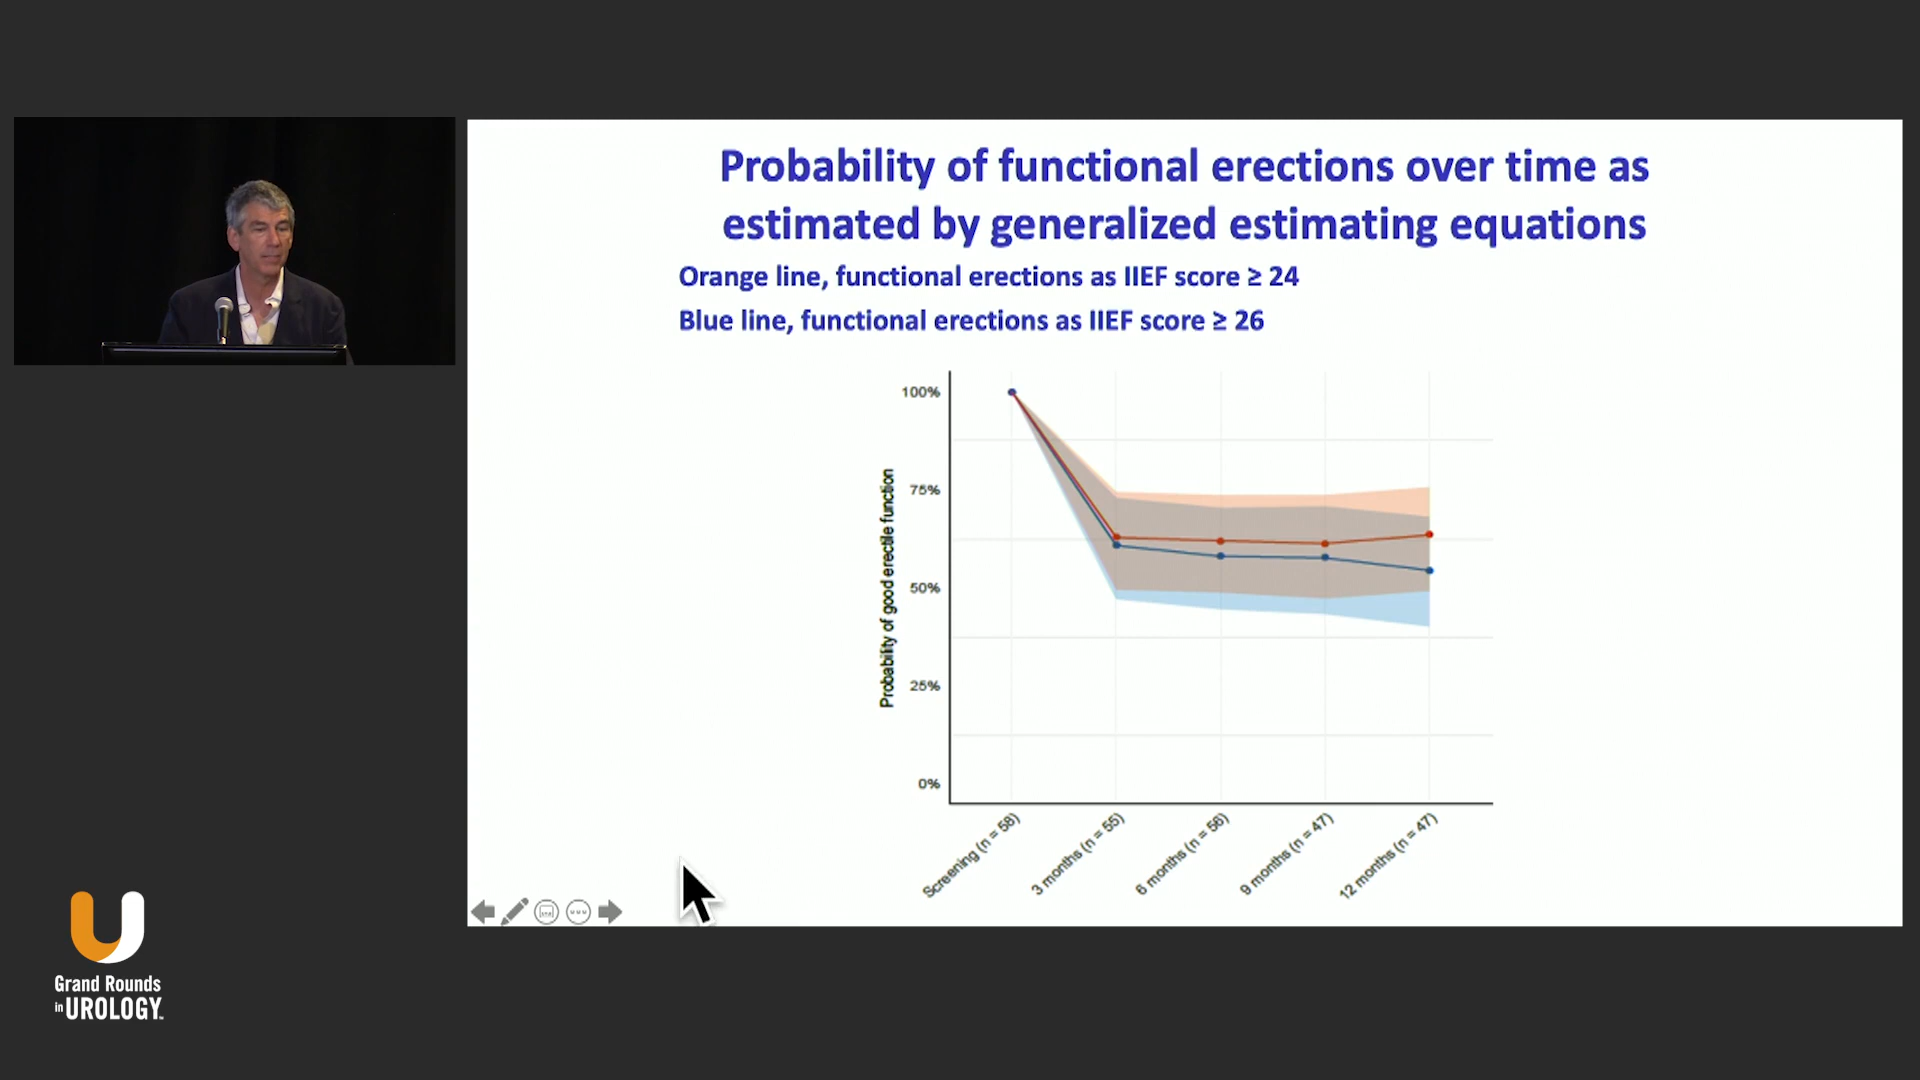 Probability of functional erections over time as
estimated by generalized estimating equations
Orange line, functional erections as IIEF score ≥ 24
Blue line, functional erections as IIEF score ≥ 26
Probability of good erectile function
100%
75%
50%
25%
0%
Screening (n = 58)
3 months (n = 55)
6 months (n = 56)
9 months (n = 47)
12 months (n = 47)
Grand Rounds
in UROLOGY